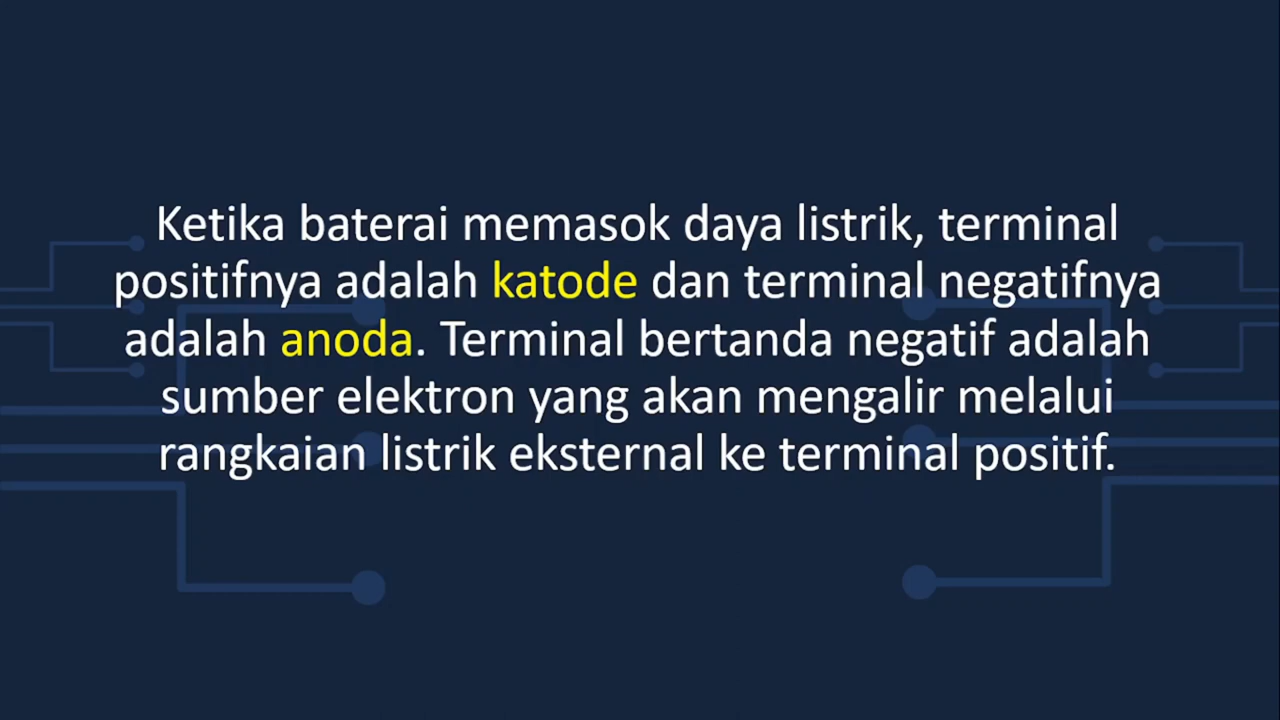 Ketika baterai memasok daya listrik, terminal
positifnya adalah katode dan terminal negatifnya
adalah anoda. Terminal bertanda negatif adalah
sumber elektron yang akan mengalir melalui
rangkaian listrik eksternal ke terminal positif.